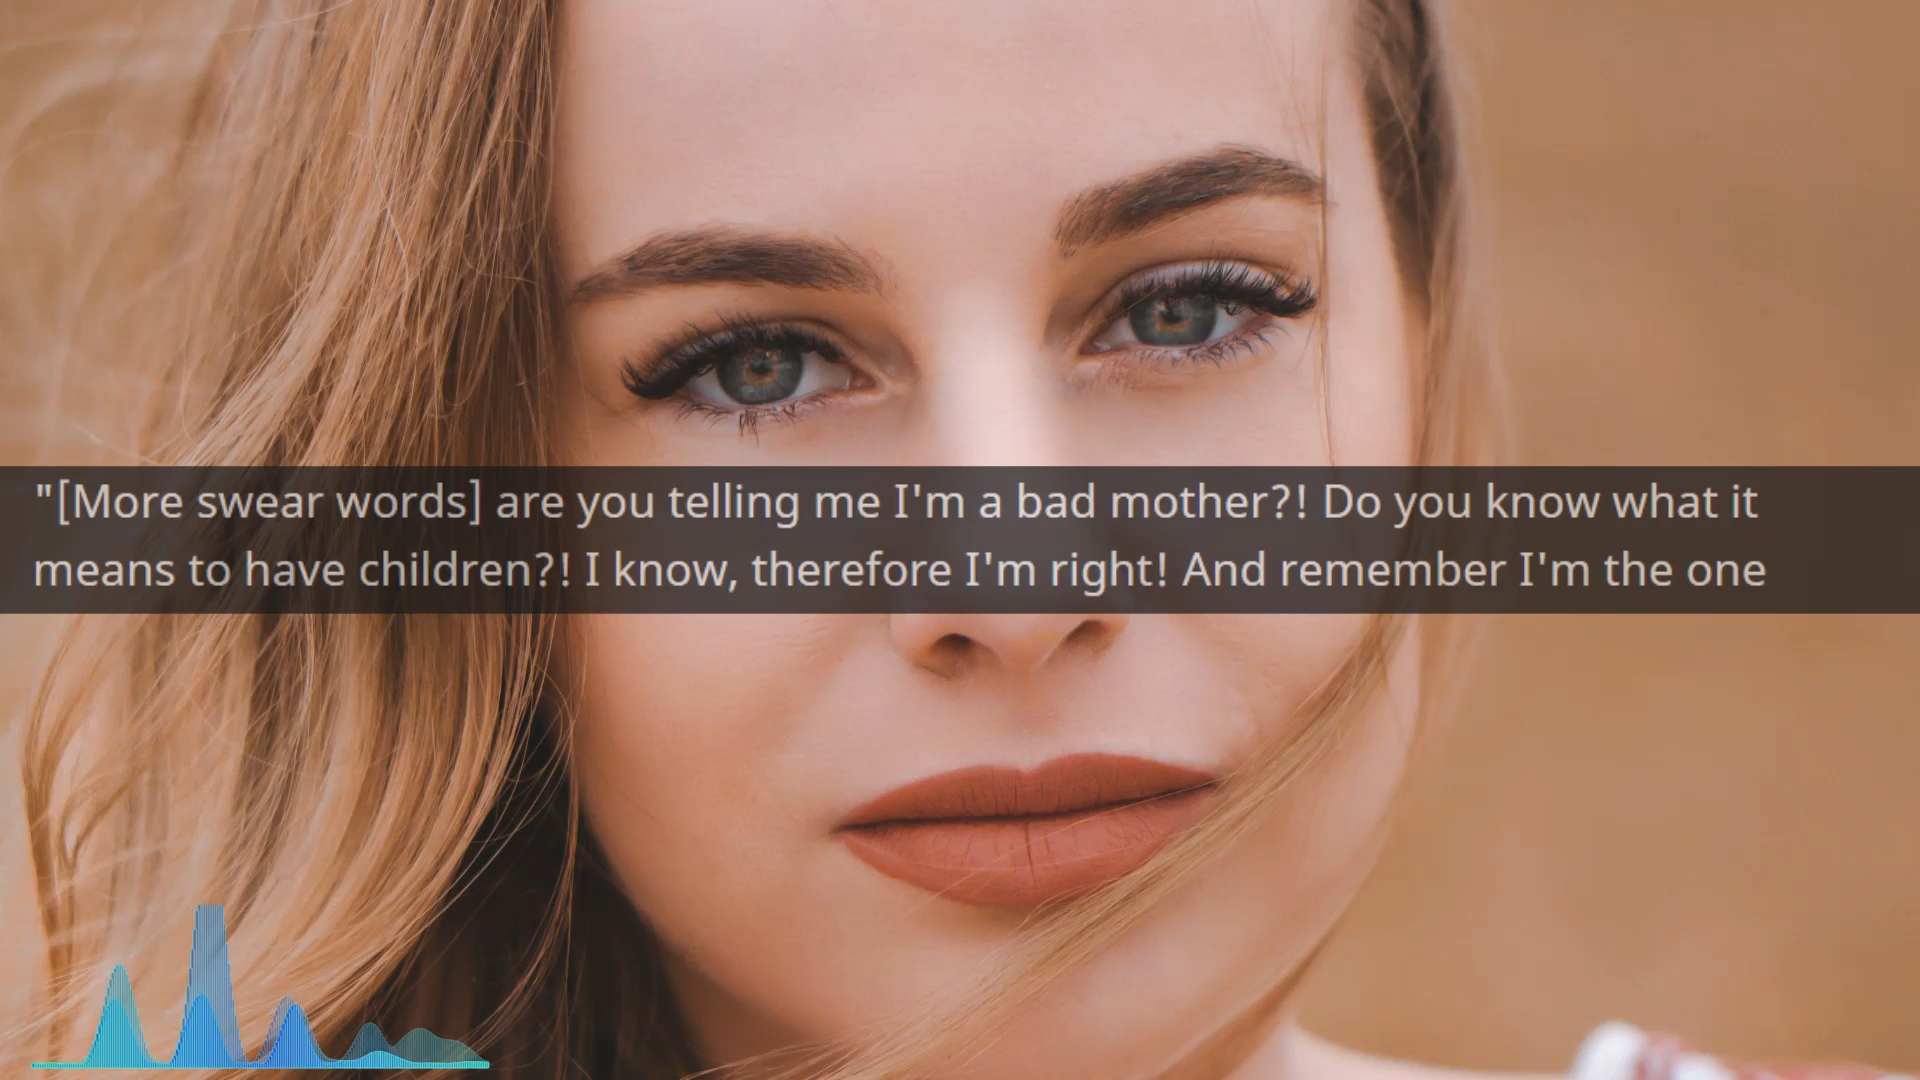 "[More swear words] are you telling me I'm a bad mother?! Do you know what it
means to have children?! I know, therefore I'm right! And remember I'm the one